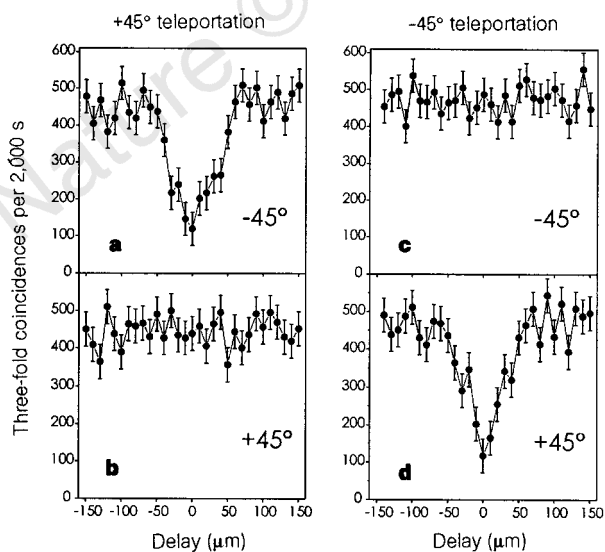 +45° teleportation
-45° teleportation
Nature ©
Three-fold coincidences per 2,000 s
600
500
400
300
200
100
0
a
-45°
600
500
400
300
200
100
0
c
-45°
500
400
300
200
100
0
b
+45°
500
400
300
200
100
0
d
+45°
-150 -100 -50 0 50 100 150
-150 -100 -50 0 50 100 150
Delay (μm)
Delay (μm)